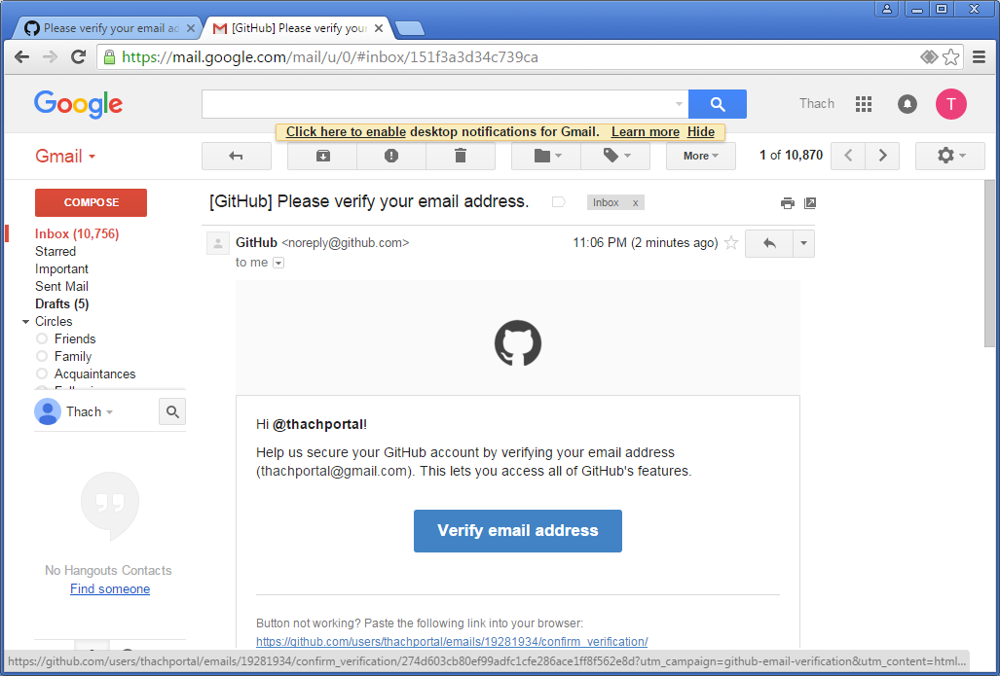 Please verify your email ad
[GitHub] Please verify your
https://mail.google.com/mail/u/0/#inbox/151f3a3d34c739ca
Google
Thach
T
Click here to enable desktop notifications for Gmail. Learn more Hide
Gmail
More
1 of 10,870
COMPOSE
[GitHub] Please verify your email address.
Inbox x
Inbox (10,756)
Starred
Important
Sent Mail
Drafts (5)
Circles
Friends
Family
Acquaintances
Thach
No Hangouts Contacts
Find someone
GitHub <noreply@github.com>
11:06 PM (2 minutes ago)
to me
Hi @thachportal!
Help us secure your GitHub account by verifying your email address
(thachportal@gmail.com). This lets you access all of GitHub's features.
Verify email address
Button not working? Paste the following link into your browser:
https://github.com/users/thachportal/emails/19281934/confirm_verification/
https://github.com/users/thachportal/emails/19281934/confirm_verification/274d603cb80ef99adfc1cfe286ace1ff8f562e8d?utm_campaign=github-email-verification&utm_content=html...